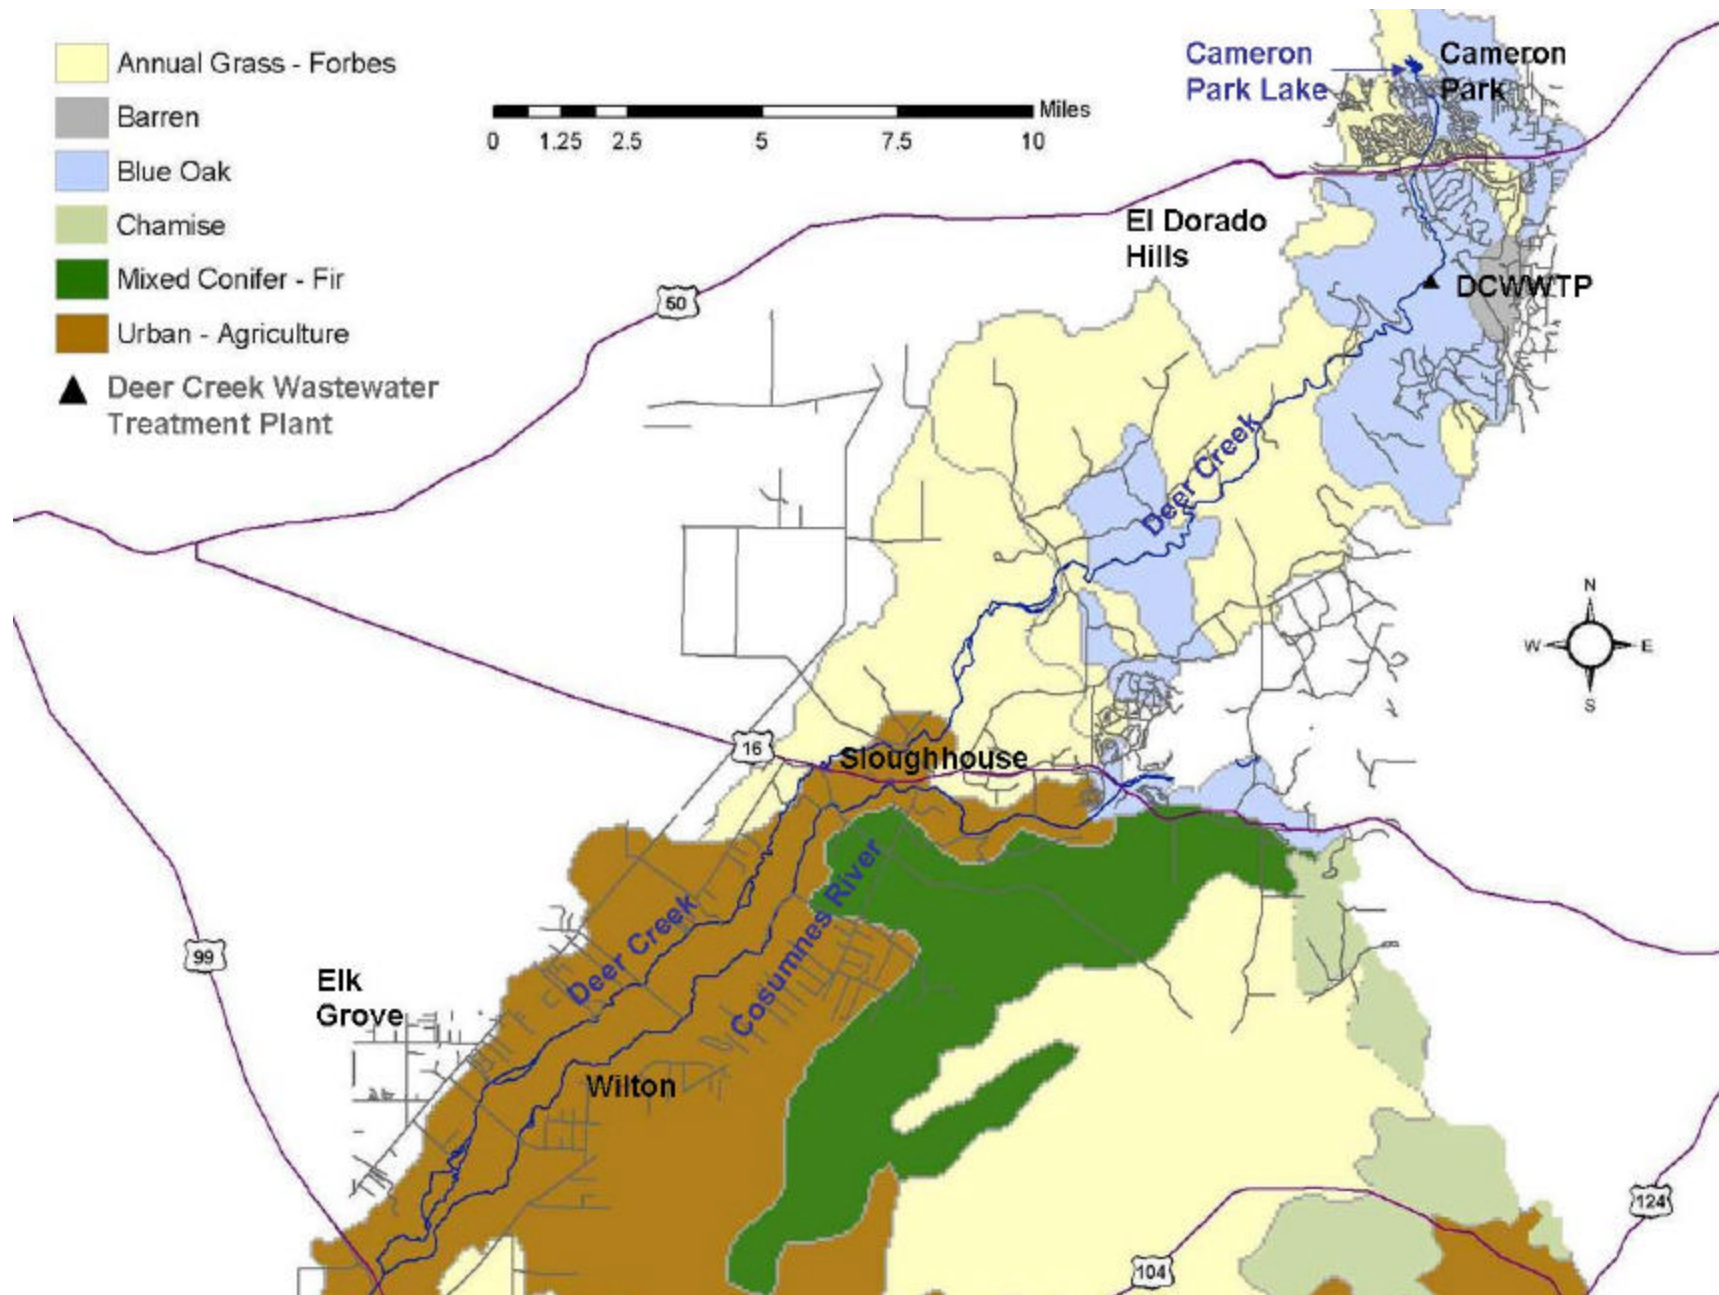 Annual Grass - Forbes
Barren
Blue Oak
Chamise
Mixed Conifer - Fir
Urban - Agriculture
Deer Creek Wastewater
Treatment Plant
Miles
0 1.25 2.5 5 7.5 10
Cameron
Park Lake
Cameron
Park
El Dorado
Hills
DCWWTP
50
Deer Creek
N
W E
S
16
Sloughhouse
Deer Creek
Cosumnes River
99
Elk
Grove
Wilton
124
104